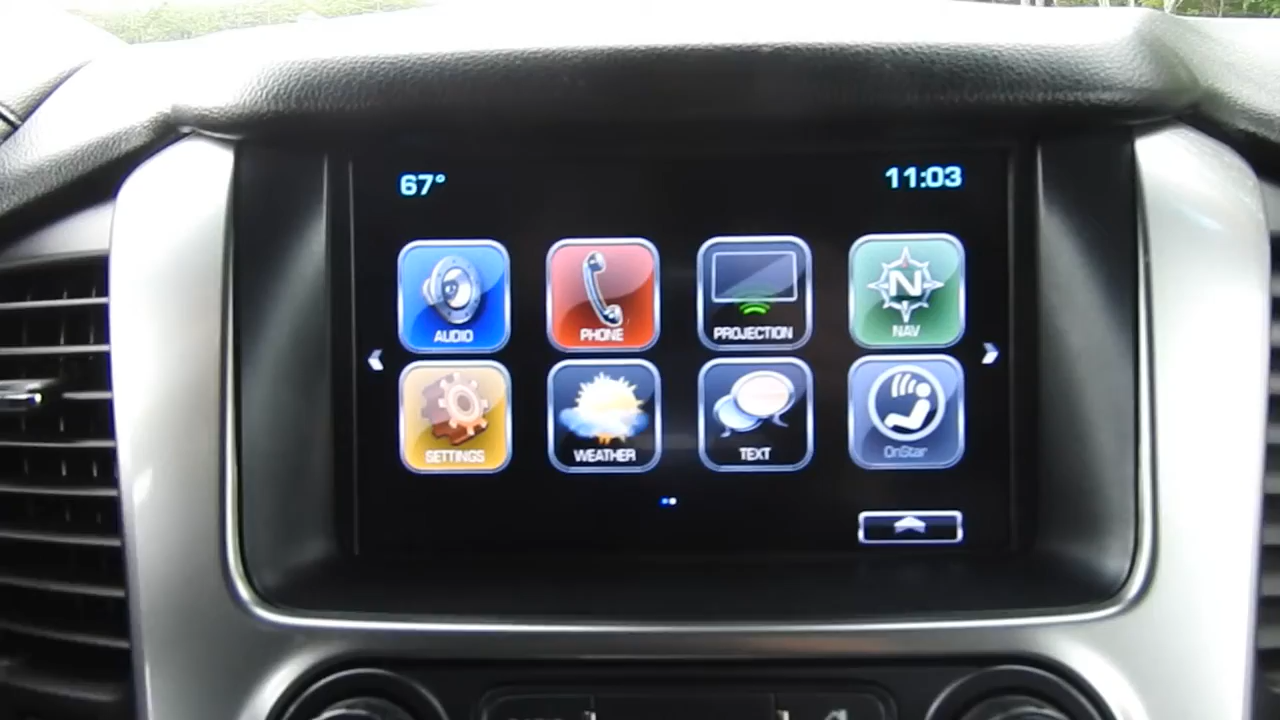 67° 11:03
AUDIO PHONE PROJECTION N NAV
SETTINGS WEATHER TEXT OnStar